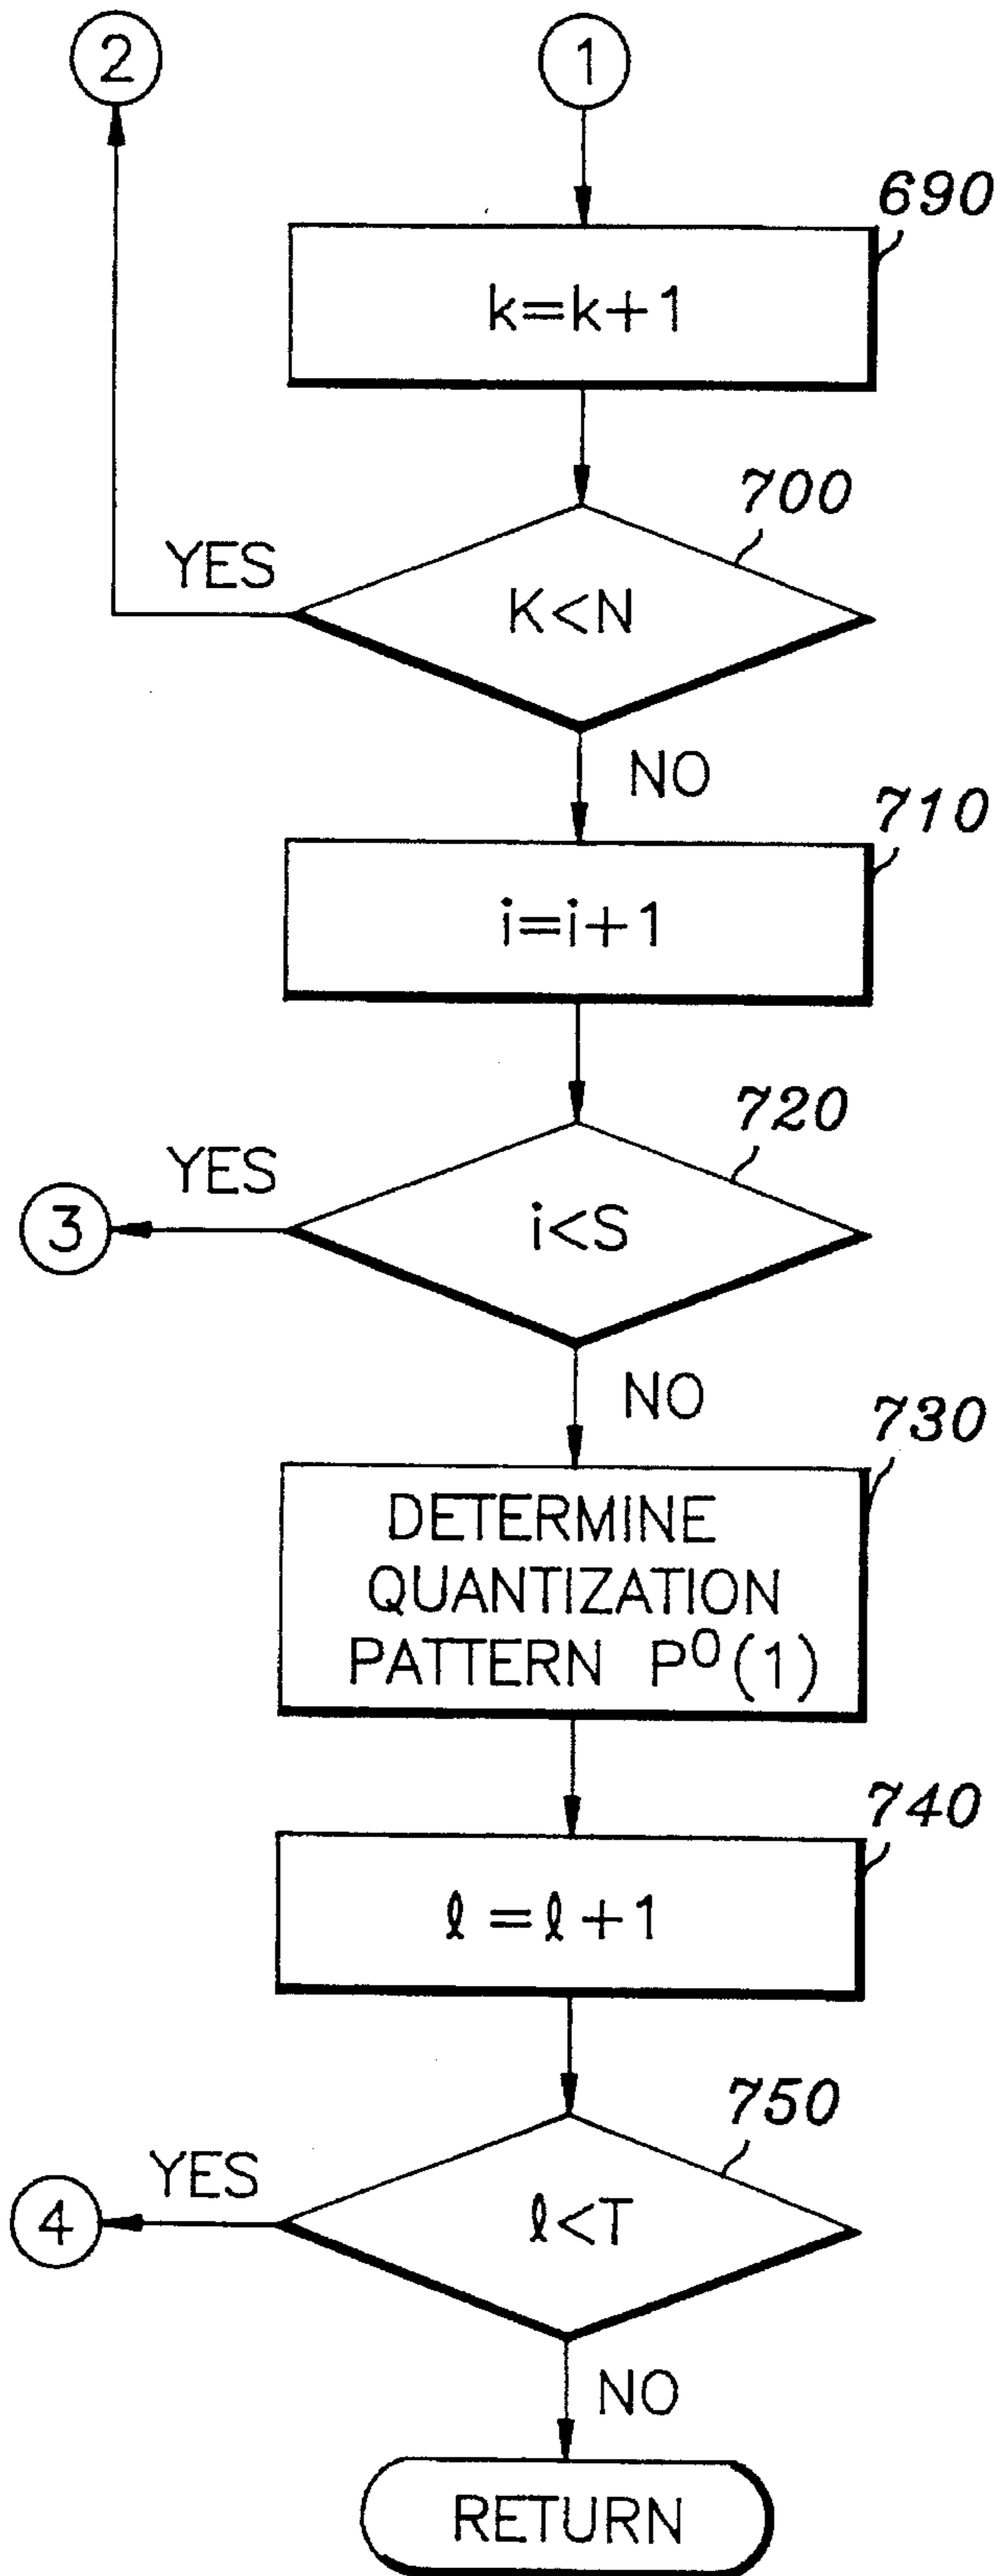 2
1
690
k=k+1
700
YES
K<N
NO
710
i=i+1
720
YES
3
i<S
NO
730
DETERMINE
QUANTIZATION
PATTERN P⁰(1)
740
ℓ=ℓ+1
750
YES
4
ℓ<T
NO
RETURN